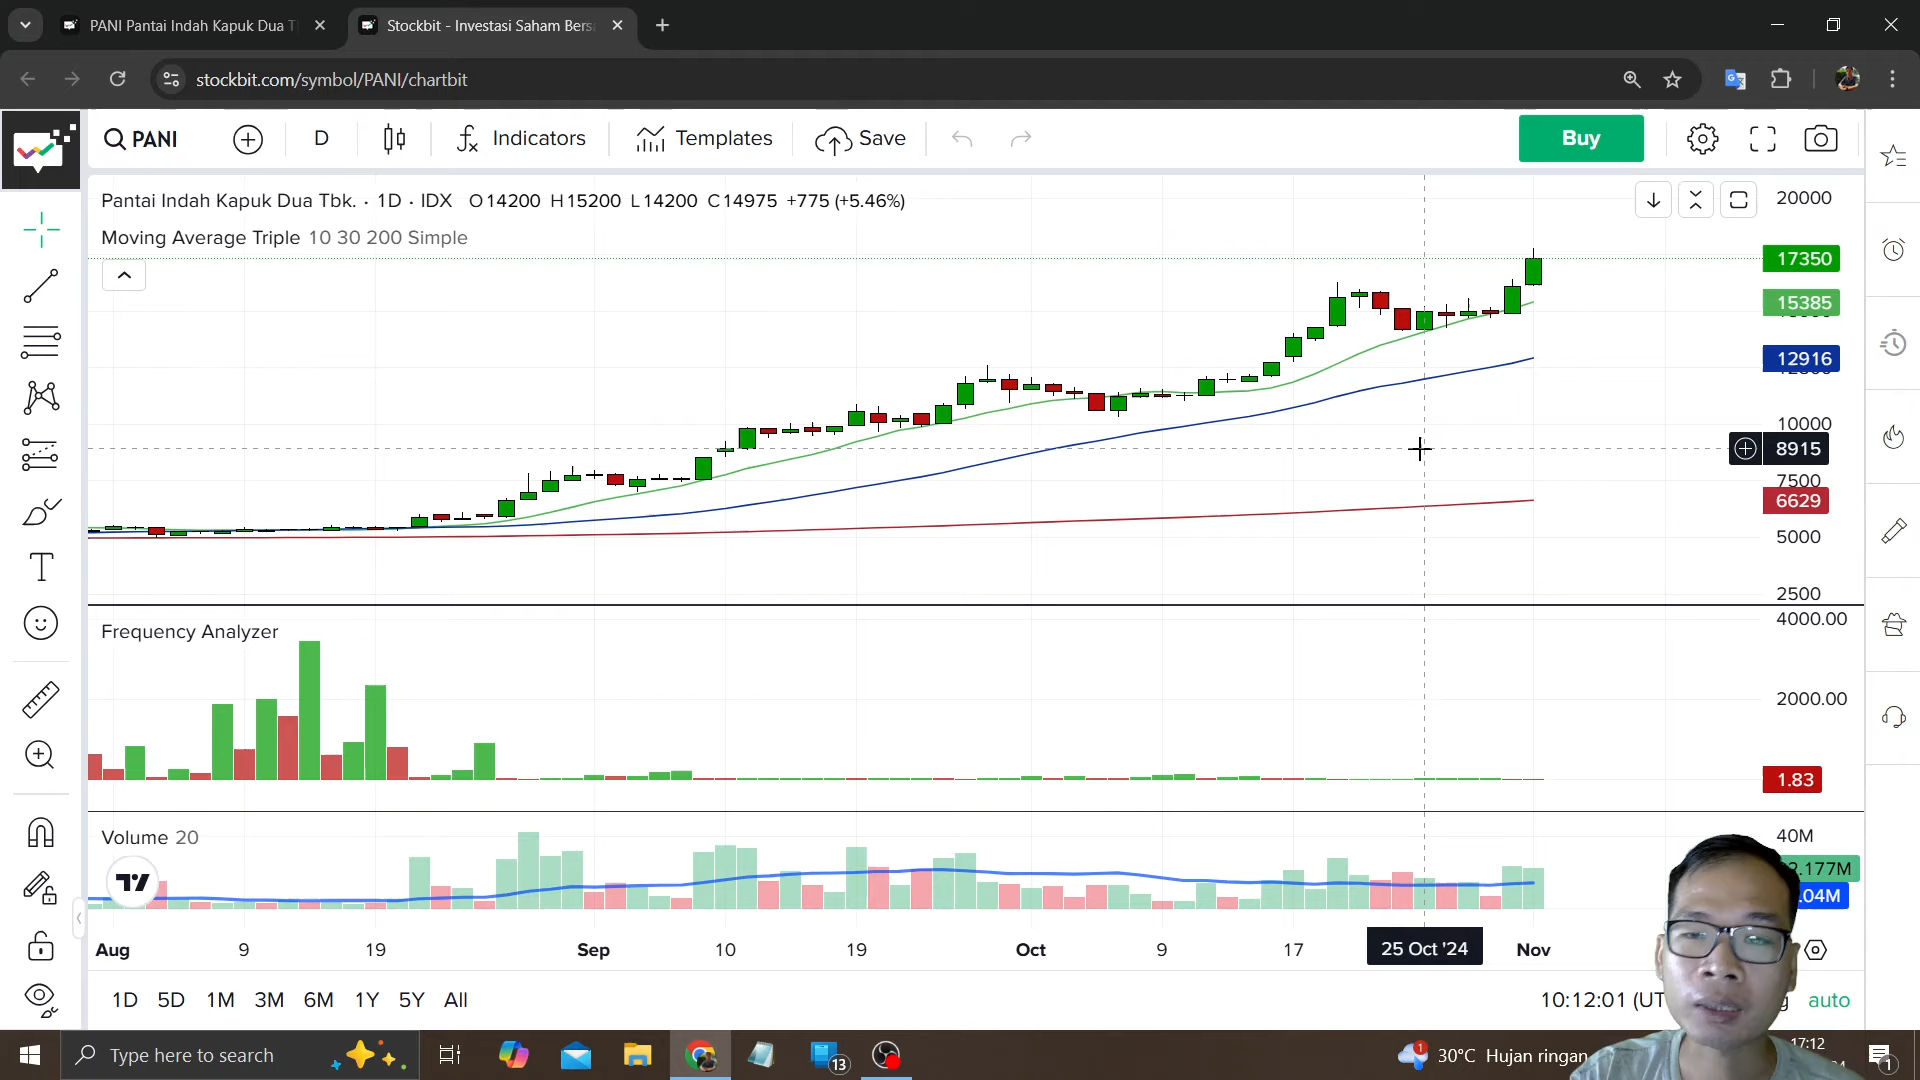 PANI Pantai Indah Kapuk Dua T
Stockbit - Investasi Saham Bers
stockbit.com/symbol/PANI/chartbit
PANI
D
Indicators
Templates
Save
Buy
Pantai Indah Kapuk Dua Tbk. · 1D · IDX O14200 H15200 L14200 C14975 +775 (+5.46%)
Moving Average Triple 10 30 200 Simple
20000
17350
15385
12916
10000
8915
7500
6629
5000
2500
Frequency Analyzer
4000.00
2000.00
1.83
Volume 20
40M
.177M
.04M
Aug 9 19 Sep 10 19 Oct 9 17 25 Oct '24 Nov
1D 5D 1M 3M 6M 1Y 5Y All
10:12:01 (UT
auto
Type here to search
13
1
30°C Hujan ringan
17:12
1